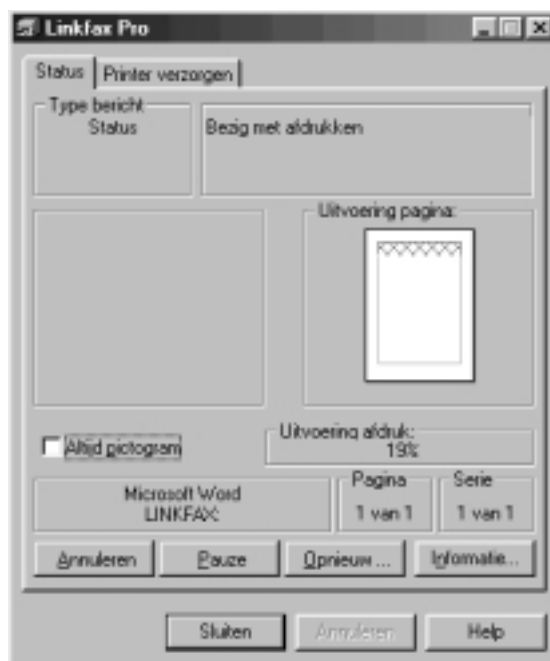 Linkfax Pro
Status Printer verzorgen
Type bericht
Status
Bezig met afdrukken
Uitvoering pagina:
Altijd pictogram
Uitvoering afdruk:
19%
Microsoft Word
LINKFAX:
Pagina
1 van 1
Serie
1 van 1
Annuleren Pauze Opnieuw ... Informatie...
Sluiten Annuleren Help